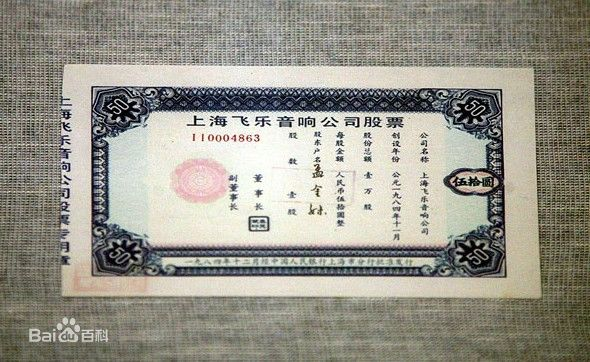 上海飞乐音响公司股票
II0004863
公司名称 上海飞乐音响公司
创设年份 公元一九八四年十一月
股份总额 壹万股
每股金额 人民币伍拾圆整
股东户名
股数 壹股
董事长
副董事长
伍拾圆
50
50
50
50
一九八四年十二月经中国人民银行上海市分行批准发行
上海飞乐音响公司股票专用章
Bai du 百科